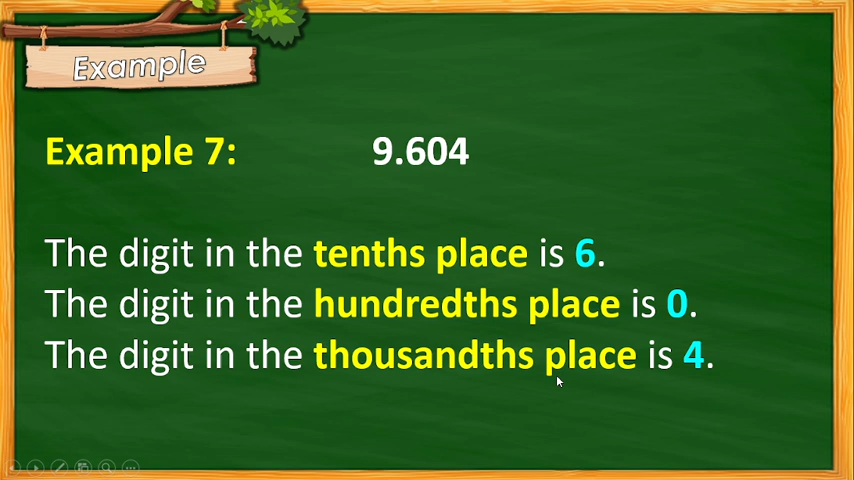 Example
Example 7: 9.604
The digit in the tenths place is 6.
The digit in the hundredths place is 0.
The digit in the thousandths place is 4.